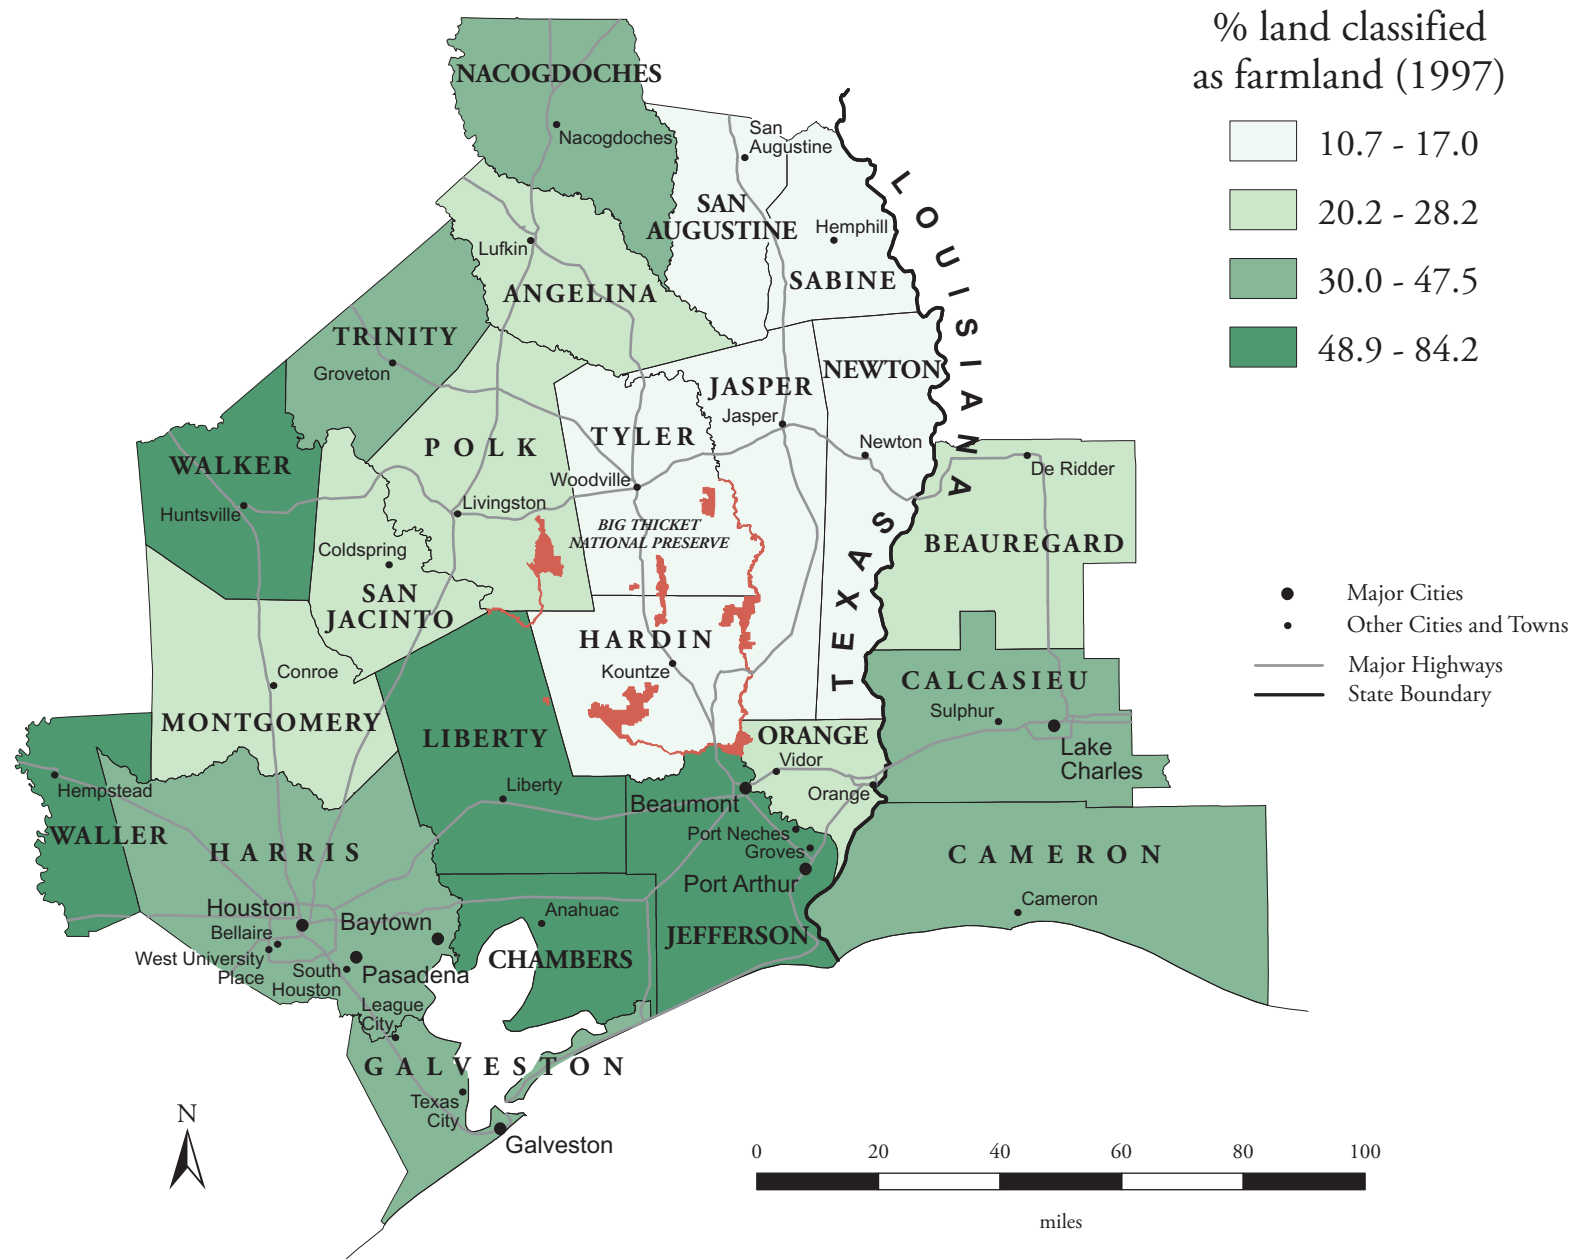 % land classified
as farmland (1997)
10.7 - 17.0
20.2 - 28.2
30.0 - 47.5
48.9 - 84.2
NACOGDOCHES
Nacogdoches
San
Augustine
SAN
AUGUSTINE
Hemphill
SABINE
LOUISIANA
Lufkin
ANGELINA
TRINITY
Groveton
JASPER
Jasper
NEWTON
Newton
TYLER
Woodville
POLK
Livingston
WALKER
Huntsville
BIG THICKET
NATIONAL PRESERVE
De Ridder
BEAUREGARD
TEXAS
Coldspring
SAN
JACINTO
HARDIN
Kountze
Conroe
MONTGOMERY
LIBERTY
Liberty
ORANGE
Vidor
Orange
CALCASIEU
Sulphur
Lake
Charles
Hempstead
WALLER
HARRIS
Beaumont
Port Neches
Groves
Port Arthur
JEFFERSON
CAMERON
Cameron
Houston
Bellaire
West University
Place
Baytown
South
Houston
Pasadena
Anahuac
CHAMBERS
League
City
GALVESTON
Texas
City
Galveston
Major Cities
Other Cities and Towns
Major Highways
State Boundary
N
0 20 40 60 80 100
miles